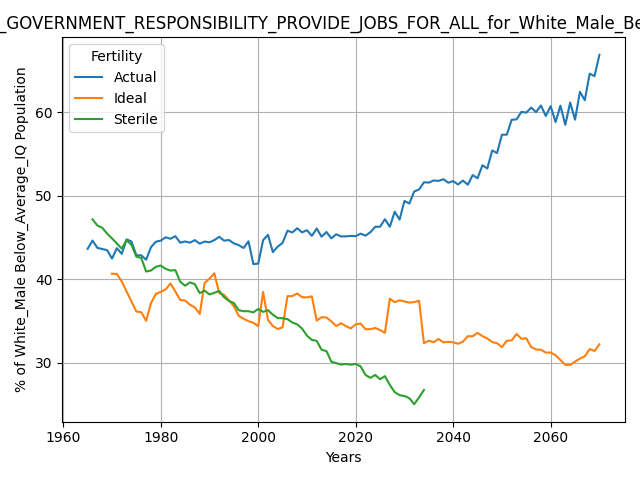 _GOVERNMENT_RESPONSIBILITY_PROVIDE_JOBS_FOR_ALL_for_White_Male_Be
Fertility
Actual
Ideal
Sterile
% of White_Male Below_Average_IQ Population
60
50
40
30
1960 1980 2000 2020 2040 2060
Years